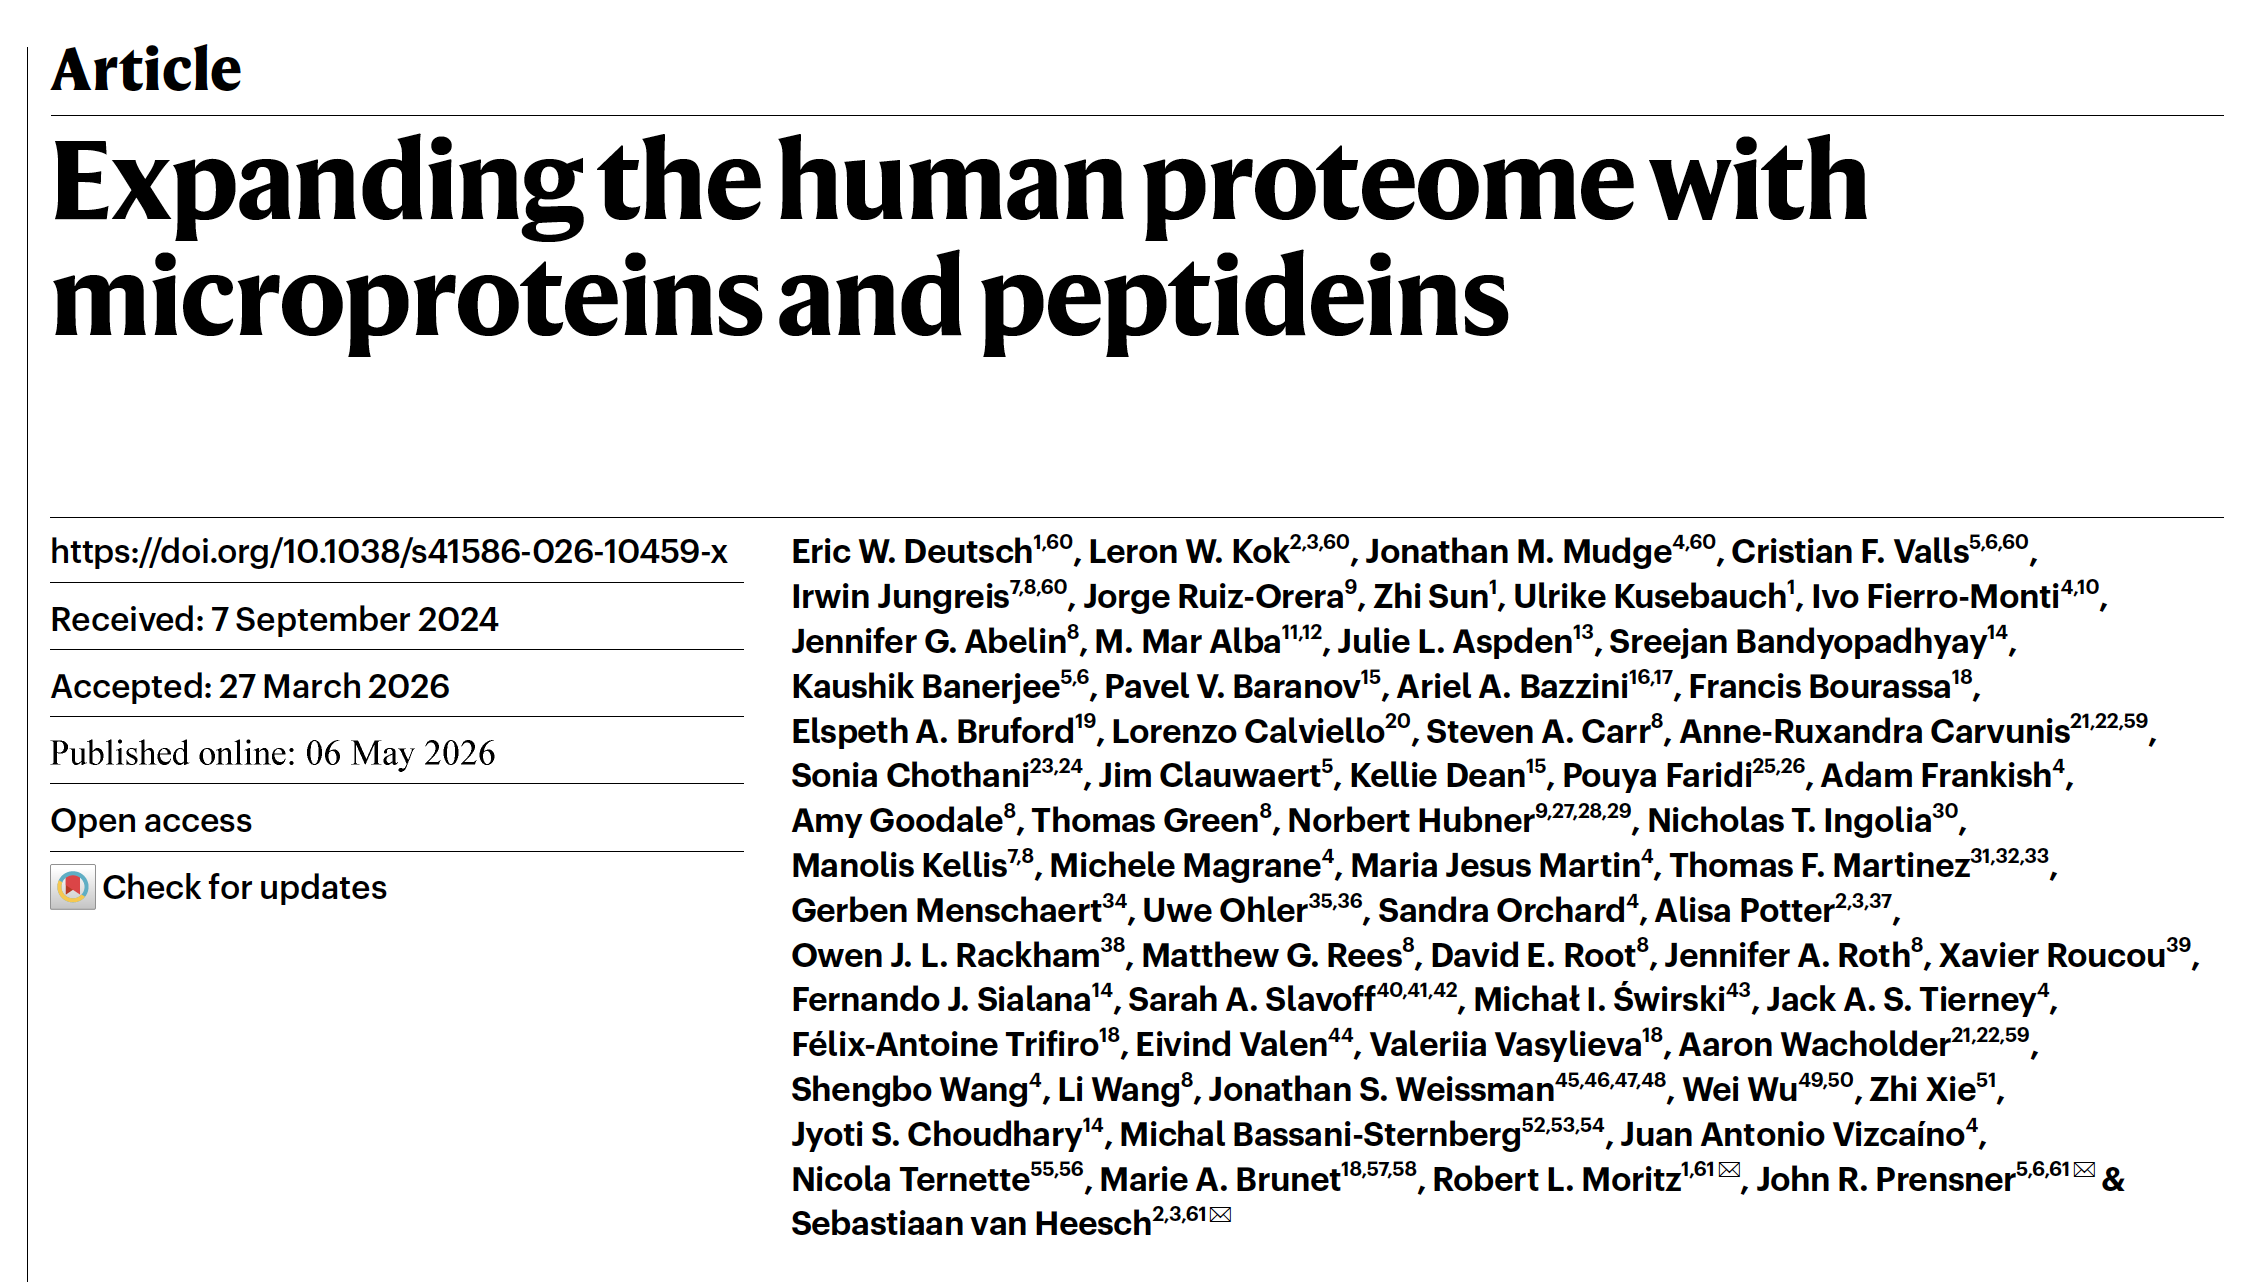 Article
Expanding the human proteome with
microproteins and peptideins
https://doi.org/10.1038/s41586-026-10459-x
Received: 7 September 2024
Accepted: 27 March 2026
Published online: 06 May 2026
Open access
Check for updates
Eric W. Deutsch1,60, Leron W. Kok2,3,60, Jonathan M. Mudge4,60, Cristian F. Valls5,6,60,
Irwin Jungreis7,8,60, Jorge Ruiz-Orera9, Zhi Sun1, Ulrike Kusebauch1, Ivo Fierro-Monti4,10,
Jennifer G. Abelin8, M. Mar Alba11,12, Julie L. Aspden13, Sreejan Bandyopadhyay14,
Kaushik Banerjee5,6, Pavel V. Baranov15, Ariel A. Bazzini16,17, Francis Bourassa18,
Elspeth A. Bruford19, Lorenzo Calviello20, Steven A. Carr8, Anne-Ruxandra Carvunis21,22,59,
Sonia Chothani23,24, Jim Clauwaert5, Kellie Dean15, Pouya Faridi25,26, Adam Frankish4,
Amy Goodale8, Thomas Green8, Norbert Hubner9,27,28,29, Nicholas T. Ingolia30,
Manolis Kellis7,8, Michele Magrane4, Maria Jesus Martin4, Thomas F. Martinez31,32,33,
Gerben Menschaert34, Uwe Ohler35,36, Sandra Orchard4, Alisa Potter2,3,37,
Owen J. L. Rackham38, Matthew G. Rees8, David E. Root8, Jennifer A. Roth8, Xavier Roucou39,
Fernando J. Sialana14, Sarah A. Slavoff40,41,42, Michał I. Świrski43, Jack A. S. Tierney4,
Félix-Antoine Trifiro18, Eivind Valen44, Valeriia Vasylieva18, Aaron Wacholder21,22,59,
Shengbo Wang4, Li Wang8, Jonathan S. Weissman45,46,47,48, Wei Wu49,50, Zhi Xie51,
Jyoti S. Choudhary14, Michal Bassani-Sternberg52,53,54, Juan Antonio Vizcaíno4,
Nicola Ternette55,56, Marie A. Brunet18,57,58, Robert L. Moritz1,61✉, John R. Prensner5,6,61✉ &
Sebastiaan van Heesch2,3,61✉